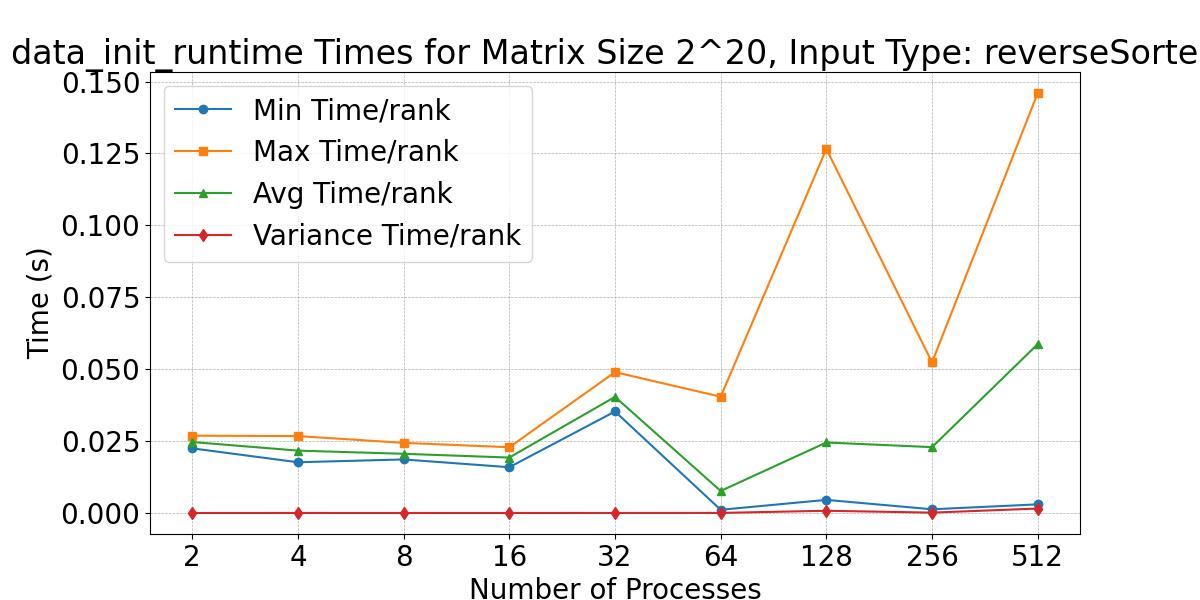 data_init_runtime Times for Matrix Size 2^20, Input Type: reverseSorte
0.150
0.125
0.100
0.075
0.050
0.025
0.000
Time (s)
Min Time/rank
Max Time/rank
Avg Time/rank
Variance Time/rank
2 4 8 16 32 64 128 256 512
Number of Processes